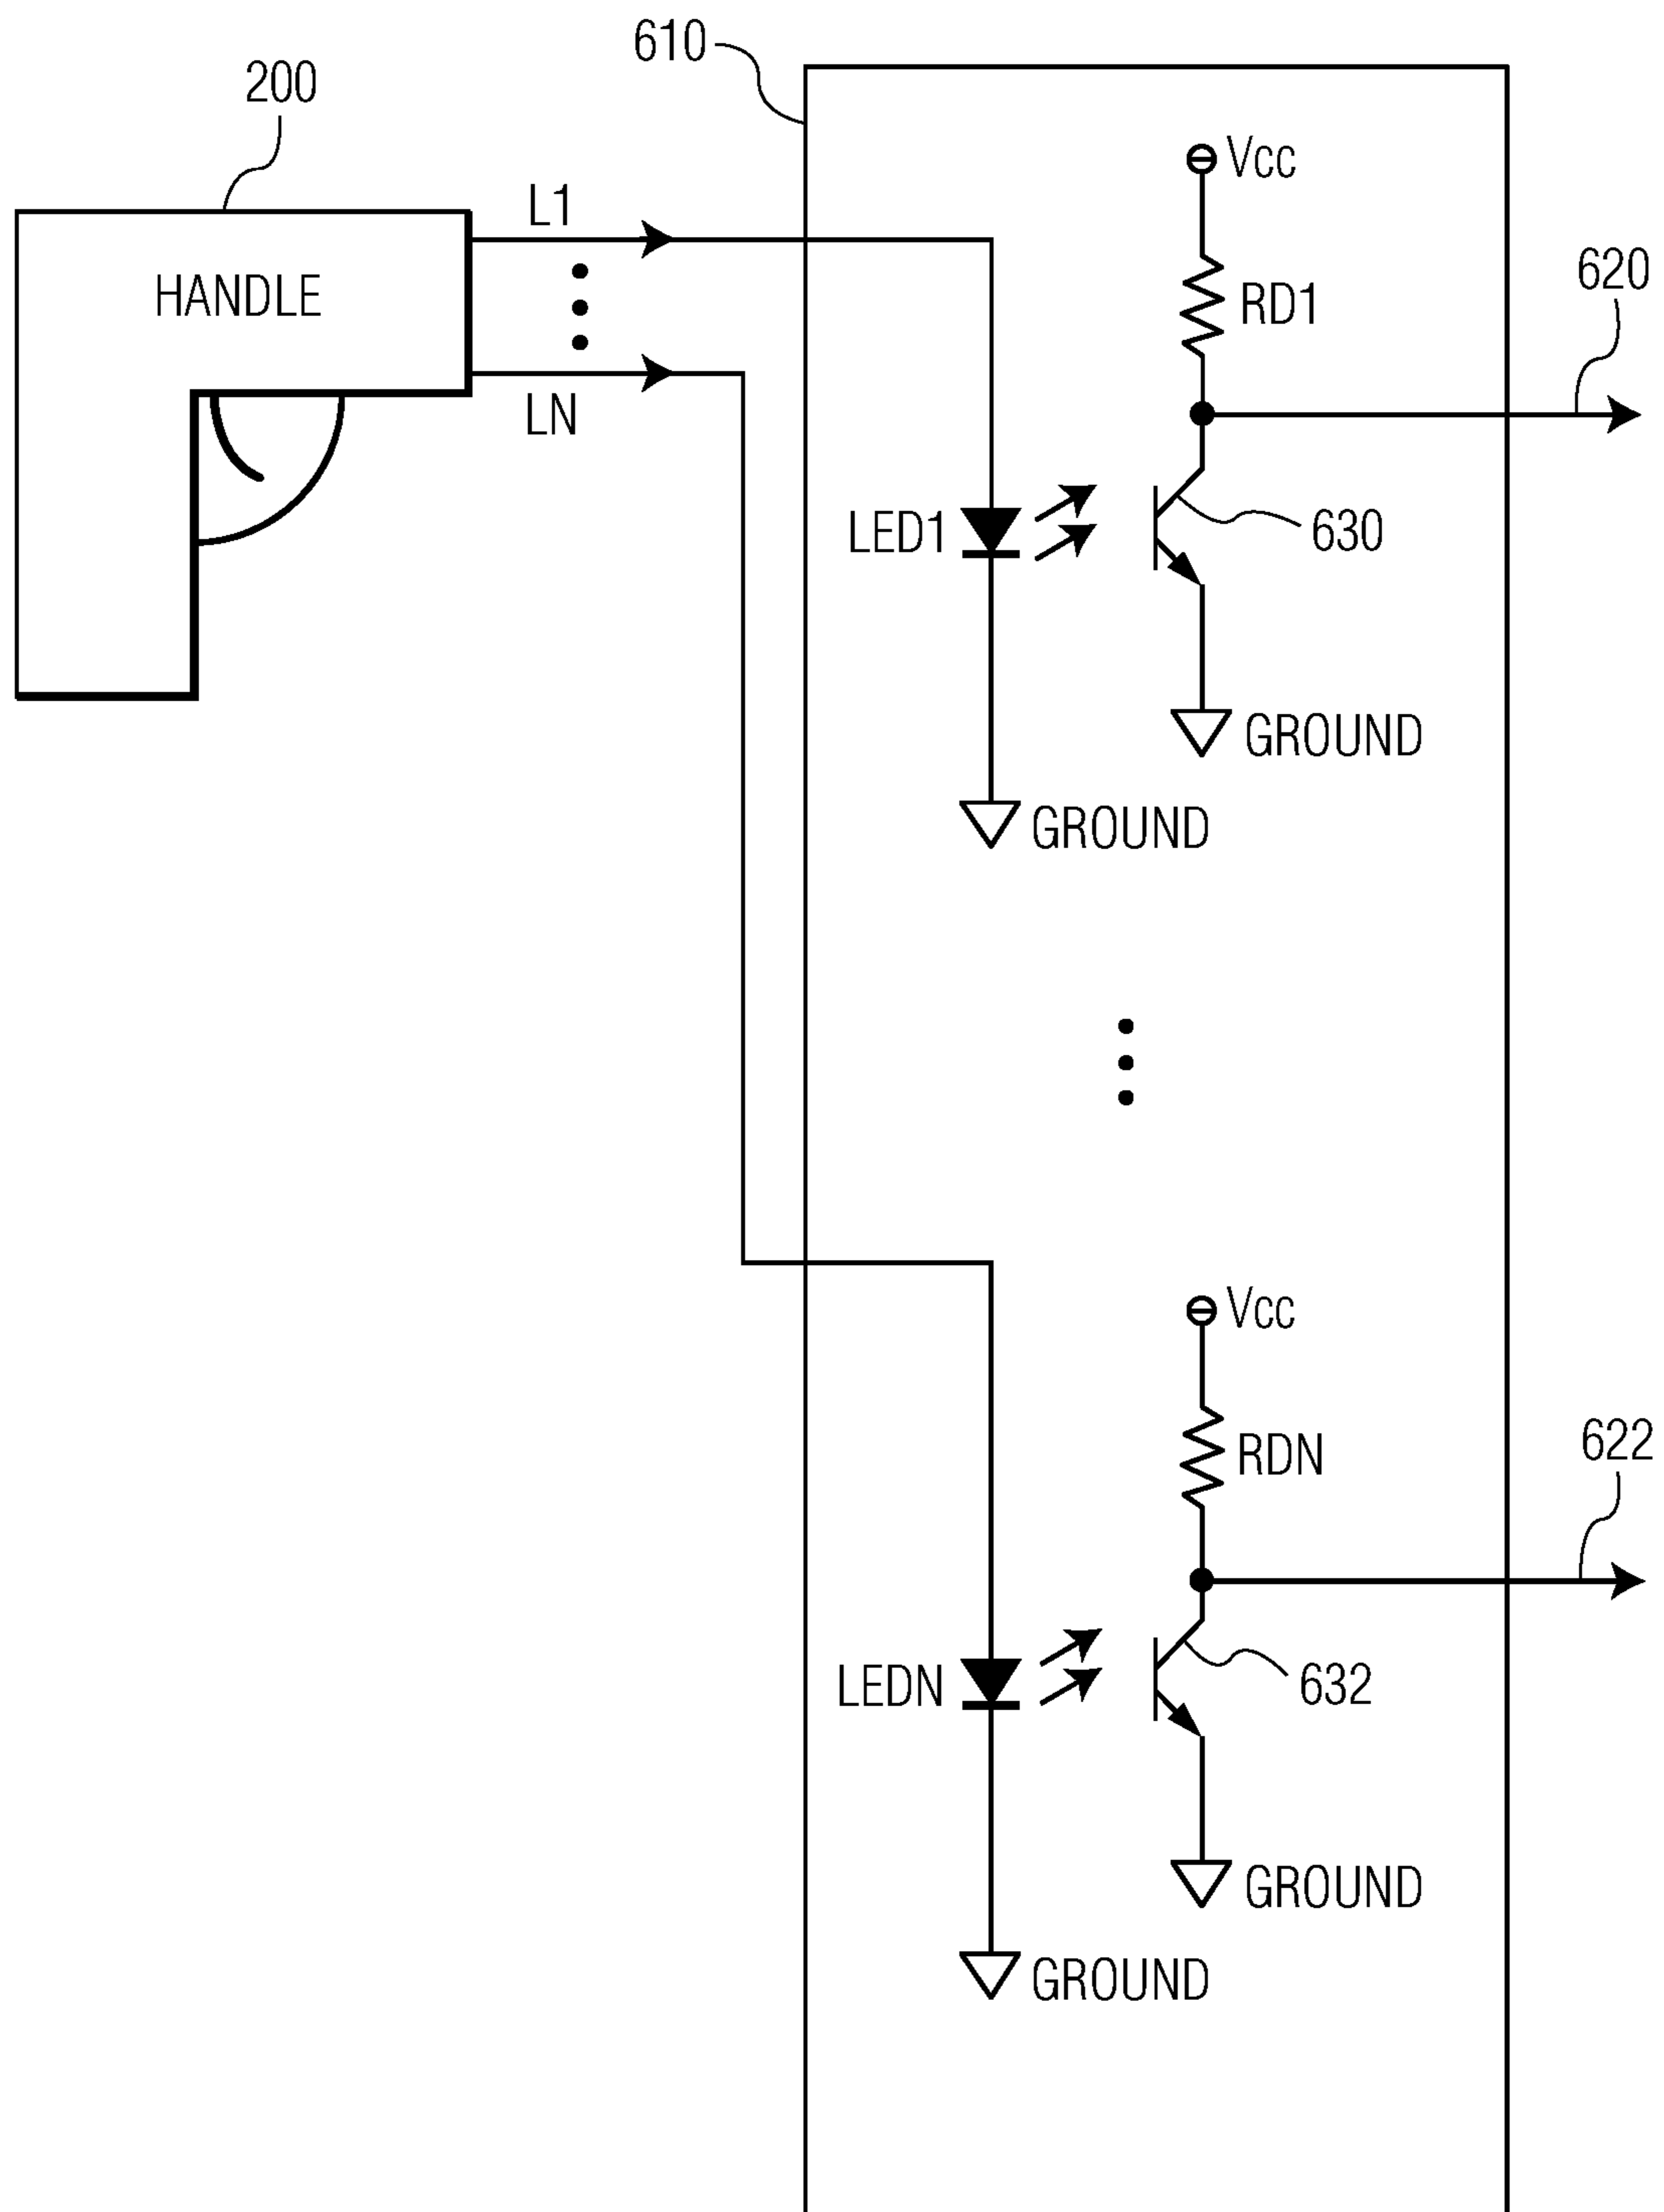 610
200
Vcc
L1
HANDLE
RD1
620
LN
LED1
630
GROUND
GROUND
Vcc
RDN
622
LEDN
632
GROUND
GROUND